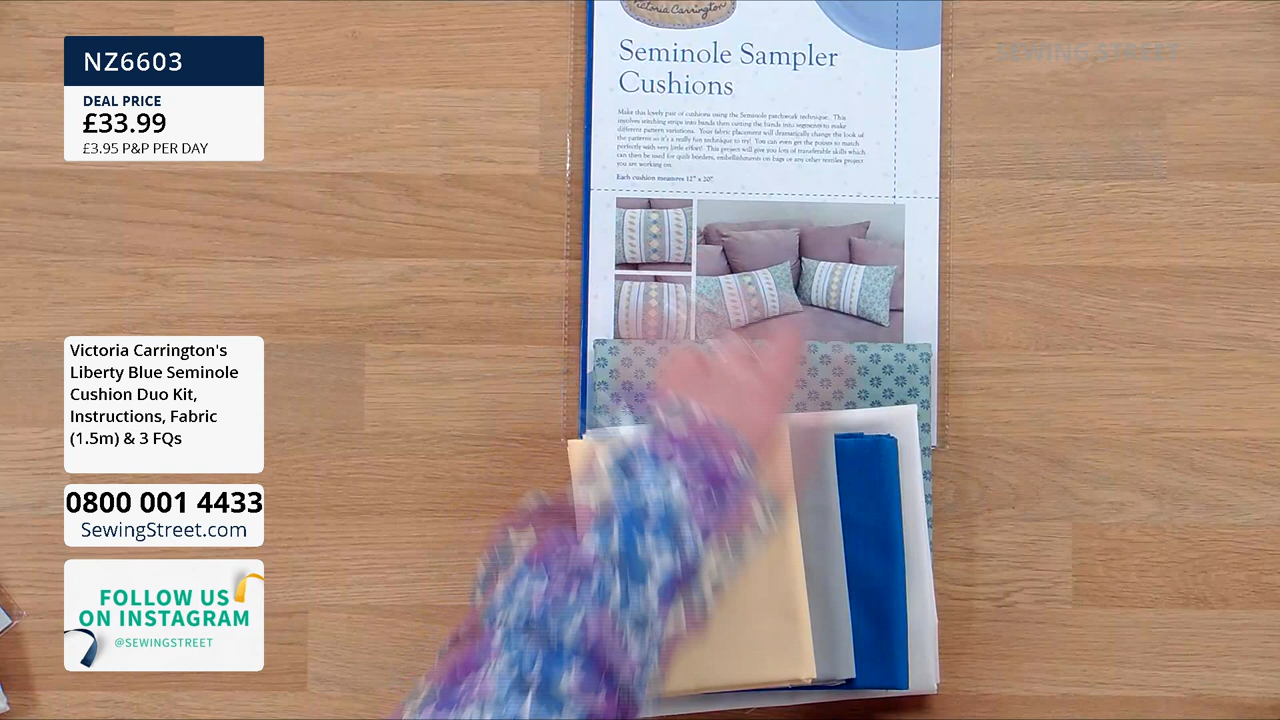 NZ6603
DEAL PRICE
£33.99
£3.95 P&P PER DAY
Victoria Carrington's
Liberty Blue Seminole
Cushion Duo Kit,
Instructions, Fabric
(1.5m) & 3 FQs
0800 001 4433
SewingStreet.com
FOLLOW US
ON INSTAGRAM
@SEWINGSTREET
SEWING STREET
Victoria Carrington
Seminole Sampler
Cushions
Make this lovely pair of cushions using the Seminole patchwork technique. This
involves stitching strips into bands then cutting the bands into segments to make
different pattern variations. Your fabric placement will dramatically change the look of
the patterns so it's a really fun technique to try! You can even get the points to match
perfectly with very little effort! This project will give you lots of transferable skills which
can then be used for quilt borders, embellishments on bags or any other textiles project
you are working on.
Each cushion measures 12" x 20"